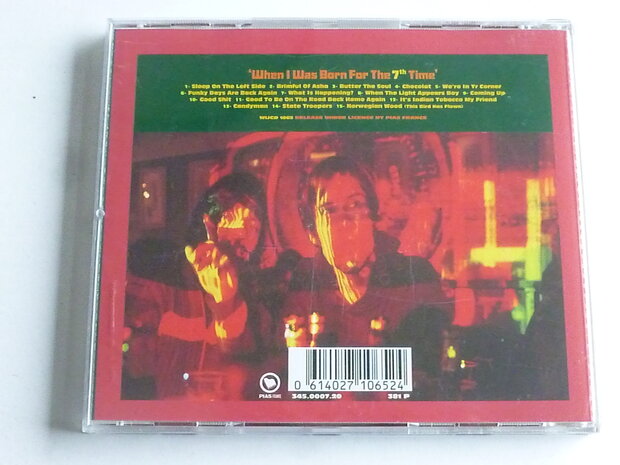 'When I Was Born For The 7th Time'
1- Sleep On The Left Side 2- Brimful Of Asha 3- Butter The Soul 4- Chocolat 5- We're In Yr Corner
6- Funky Days Are Back Again 7- What Is Happening? 8- When The Light Appears Boy 9- Coming Up
10- Good Shit 11- Good To Be On The Road Back Home Again 12- It's Indian Tobacco My Friend
13- Candyman 14- State Troopers 15- Norwegian Wood (This Bird Has Flown)
WIJCD 1065 RELEASE UNDER LICENCE BY PIAS FRANCE
0 614027 106524
PIAS
345.0007.20 381 P